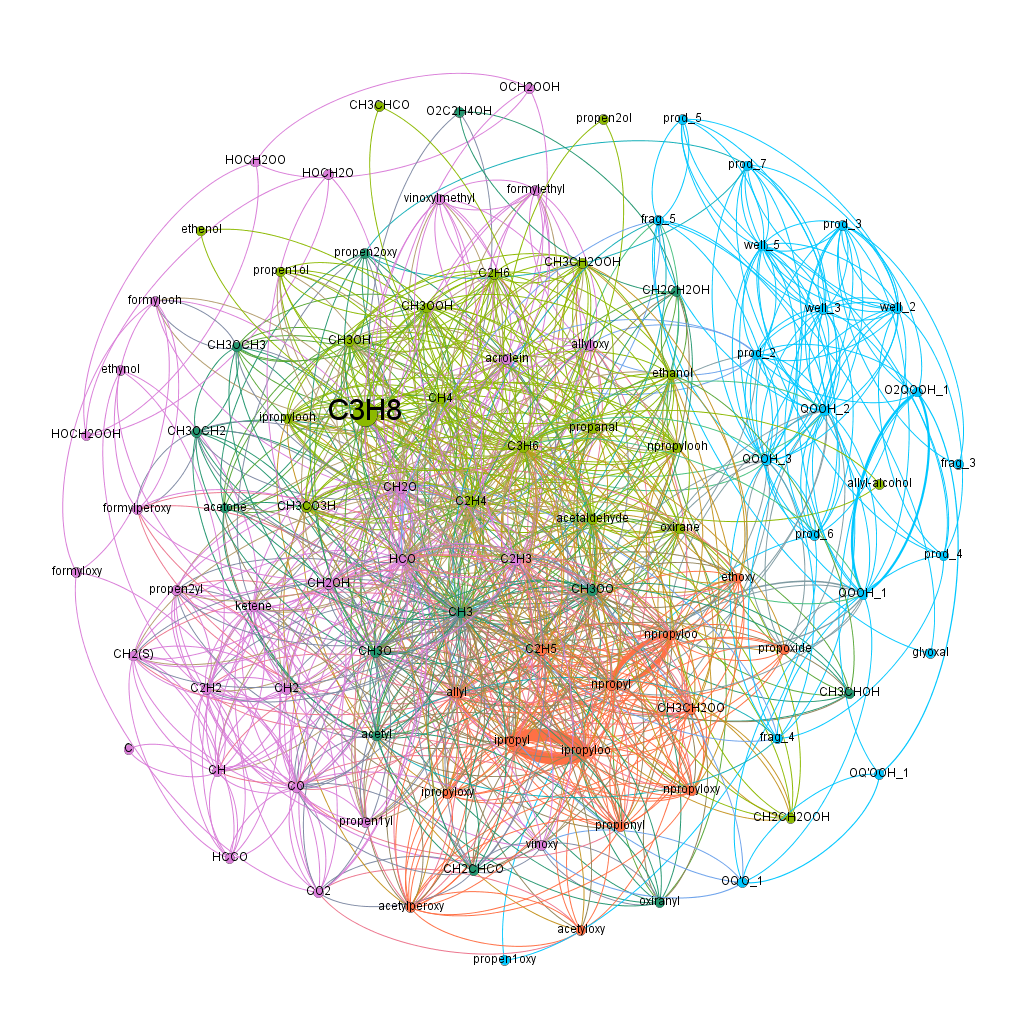 OCH2OOH
CH3CHCO
O2C2H4OH
propen2ol
prod_5
HOCH2OO
prod_7
HOCH2O
formylethyl
vinoxylmethyl
frag_5
prod_3
ethenol
well_5
propen2oxy
CH3CH2OOH
propen1ol
C2H6
CH2CH2OH
formylooh
CH3OOH
well_3
well_2
CH3OH
CH3OCH3
allyloxy
prod_2
acrolein
ethynol
ethanol
O2QOOH_1
CH4
C3H8
QOOH_2
ipropylooh
propanal
HOCH2OOH
CH3OCH2
C3H6
npropylooh
QOOH_3
frag_3
allyl-alcohol
CH2O
C2H4
formylperoxy
acetone
CH3CO3H
acetaldehyde
oxirane
prod_6
prod_4
HCO
C2H3
formyloxy
ethoxy
CH2OH
propen2yl
CH3OO
QOOH_1
ketene
CH3
npropyloo
CH2(S)
CH3O
C2H5
propoxide
glyoxal
C2H2
CH2
allyl
npropyl
CH3CHOH
CH3CH2OO
acetyl
ipropyl
frag_4
C
ipropyloo
CH
OQ'OOH_1
CO
ipropyloxy
npropyloxy
propen1yl
propionyl
CH2CH2OOH
HCCO
vinoxy
CH2CHCO
OQ'O_1
CO2
acetylperoxy
oxiranyl
acetyloxy
propen1oxy